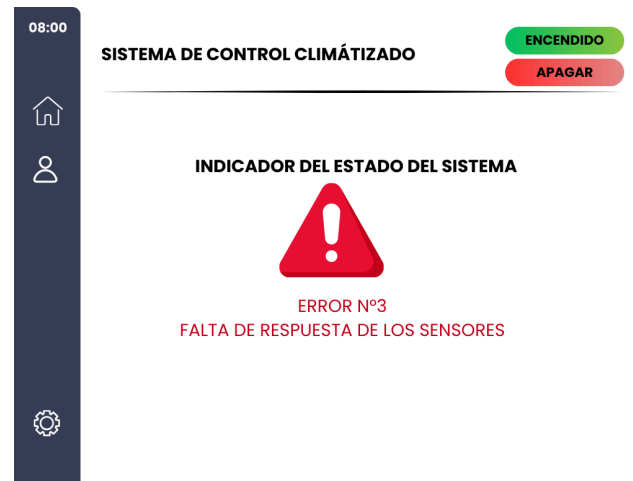 08:00
SISTEMA DE CONTROL CLIMÁTIZADO
ENCENDIDO
APAGAR
INDICADOR DEL ESTADO DEL SISTEMA
ERROR Nº3
FALTA DE RESPUESTA DE LOS SENSORES